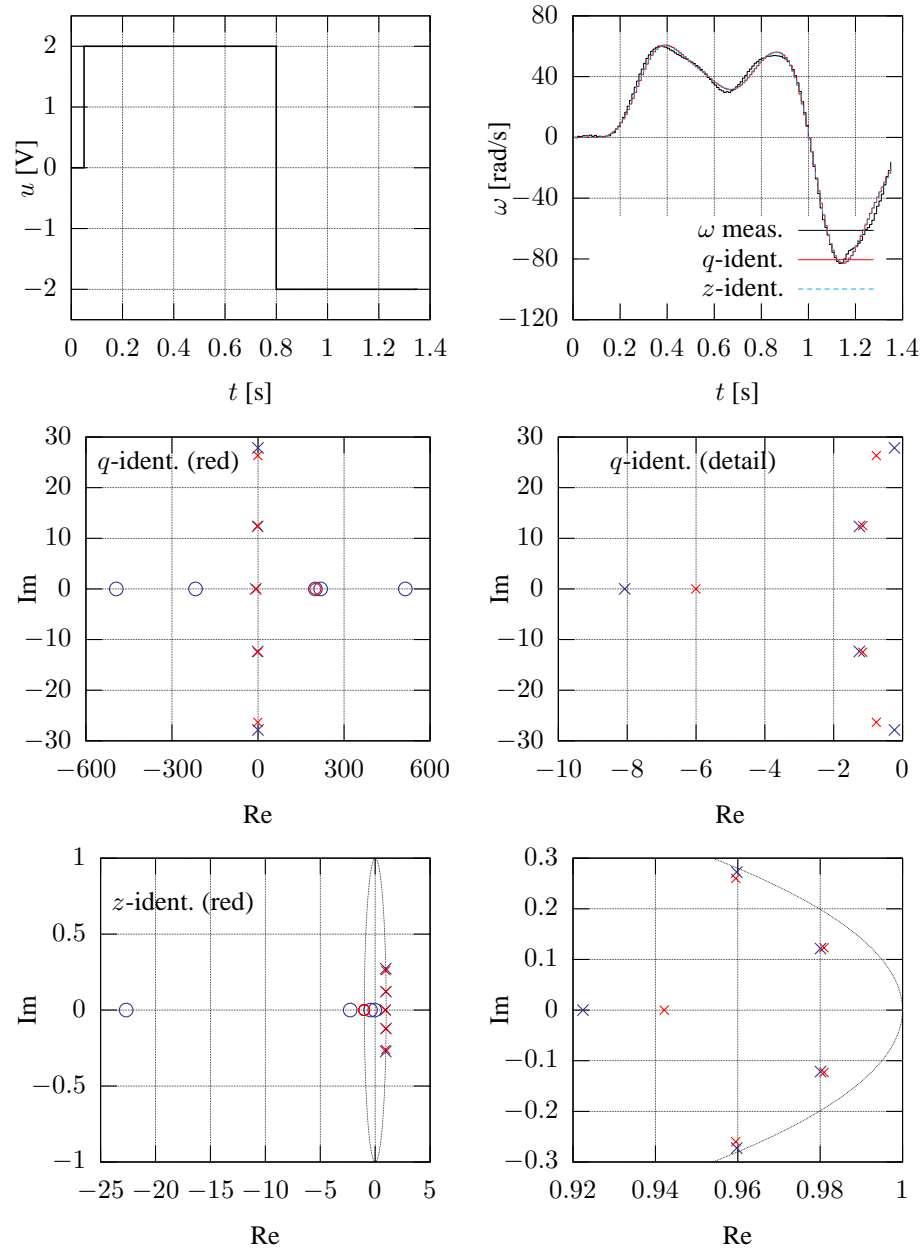 2
1
0
−1
−2
u [V]
0 0.2 0.4 0.6 0.8 1 1.2 1.4
t [s]
80
40
0
−40
−80
−120
ω [rad/s]
ω meas.
q-ident.
z-ident.
0 0.2 0.4 0.6 0.8 1 1.2 1.4
t [s]
30
20
10
0
−10
−20
−30
Im
q-ident. (red)
−600 −300 0 300 600
Re
30
20
10
0
−10
−20
−30
Im
q-ident. (detail)
−10 −8 −6 −4 −2 0
Re
1
0.5
0
−0.5
−1
Im
z-ident. (red)
−25 −20 −15 −10 −5 0 5
Re
0.3
0.2
0.1
0
−0.1
−0.2
−0.3
Im
0.92 0.94 0.96 0.98 1
Re